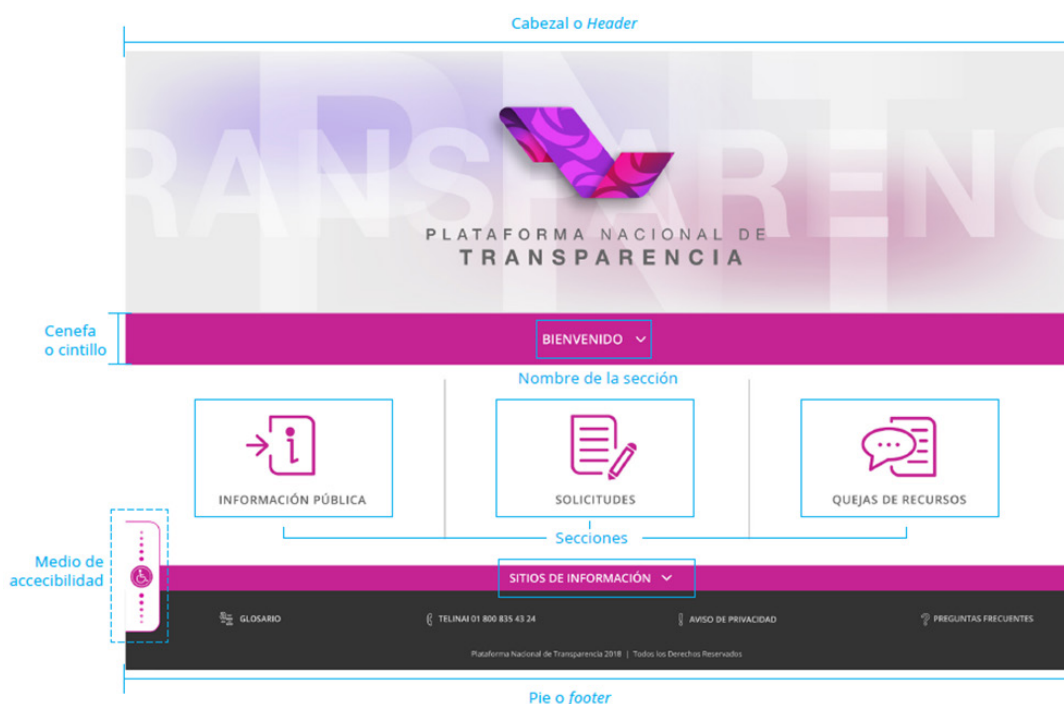 Cabezal o Header
PNT
TRANSPARENC
PLATAFORMA NACIONAL DE
TRANSPARENCIA
Cenefa
o cintillo
BIENVENIDO
Nombre de la sección
INFORMACIÓN PÚBLICA
SOLICITUDES
QUEJAS DE RECURSOS
Secciones
Medio de
accecibilidad
SITIOS DE INFORMACIÓN
GLOSARIO
TELINAI 01 800 835 43 24
AVISO DE PRIVACIDAD
PREGUNTAS FRECUENTES
Plataforma Nacional de Transparencia 2018 | Todos los Derechos Reservados
Pie o footer